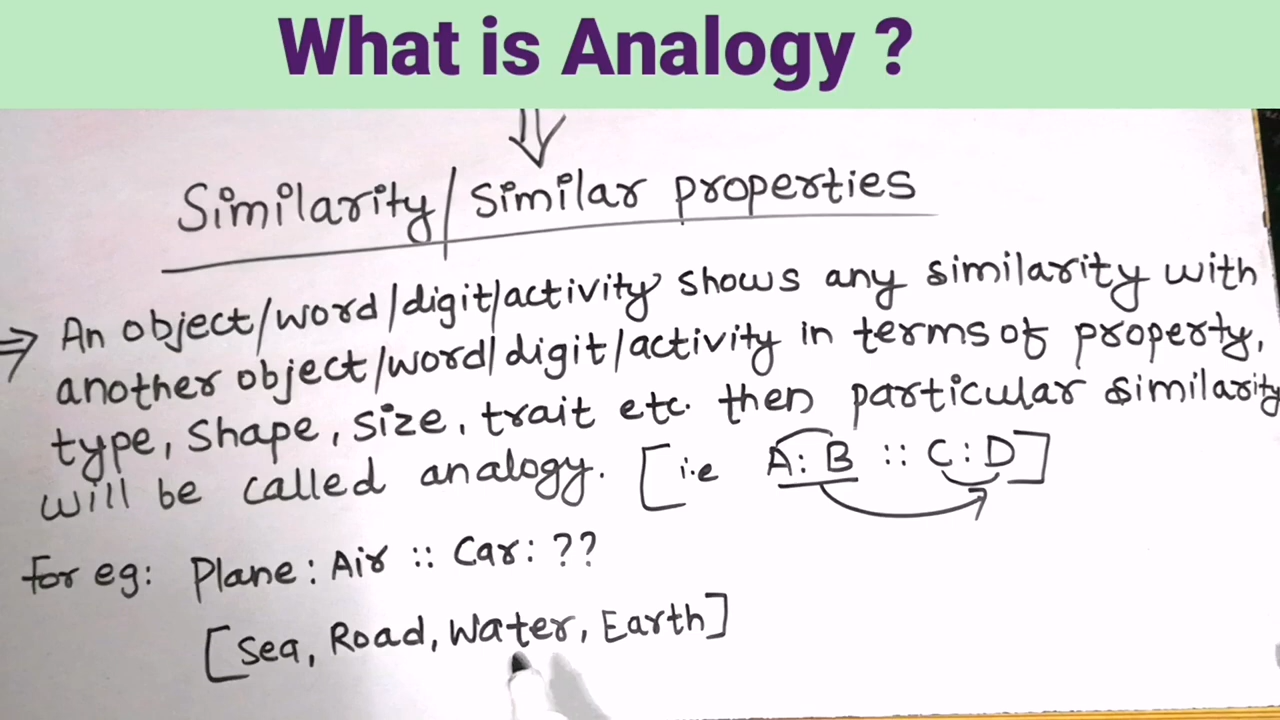 What is Analogy ?
Similarity/Similar properties
⇒ An object/word/digit/activity shows any similarity with
another object/word/digit/activity in terms of property,
type, shape, size, trait etc. then particular similarity
will be called analogy. [i.e A:B :: C:D]
For eg: Plane: Air :: Car: ??
[Sea, Road, Water, Earth]